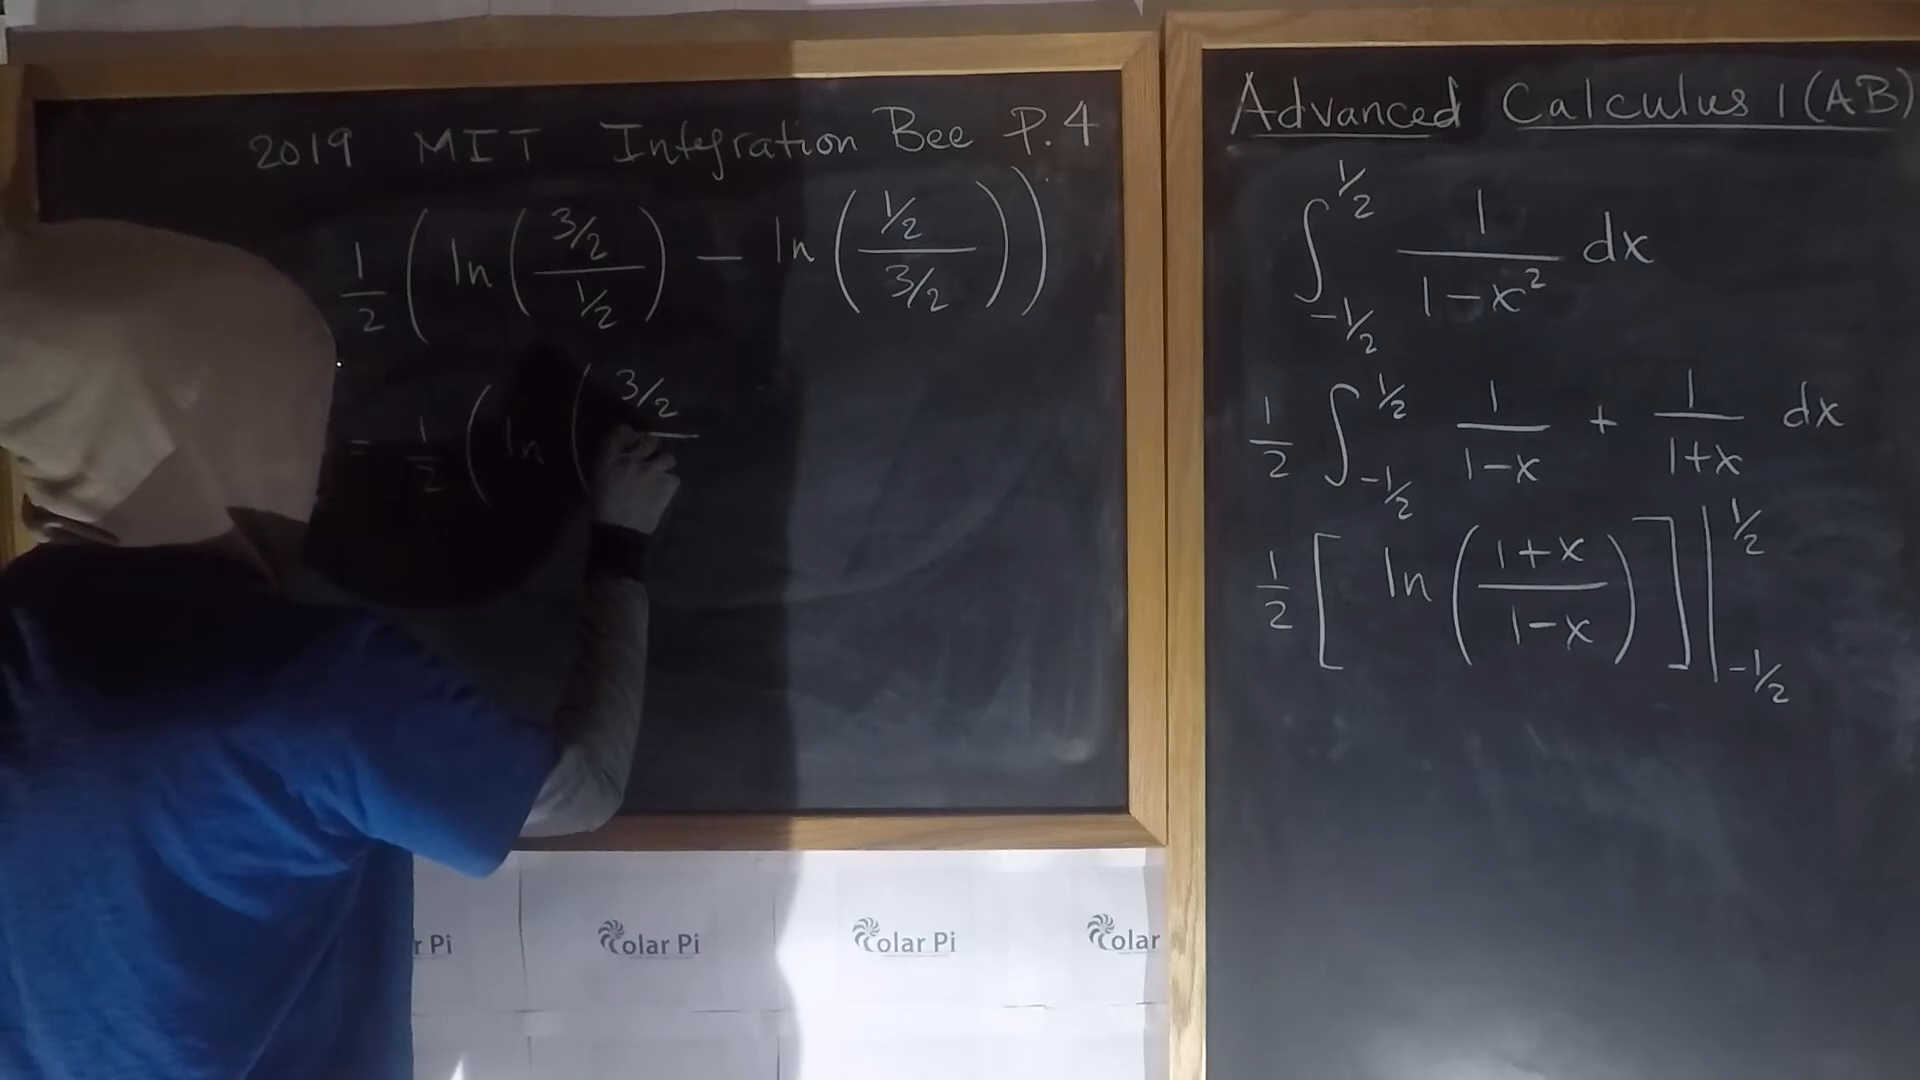 2019 MIT Integration Bee P.4
1/2 ( ln ( (3/2) / (1/2) ) − ln ( (1/2) / (3/2) ) )
= 1/2 ( ln ( 3/2
Advanced Calculus 1 (AB)
∫_{-1/2}^{1/2} 1/(1-x²) dx
1/2 ∫_{-1/2}^{1/2} 1/(1-x) + 1/(1+x) dx
1/2 [ ln ( (1+x)/(1-x) ) ] |_{-1/2}^{1/2}
r Pi
olar Pi
olar Pi
olar